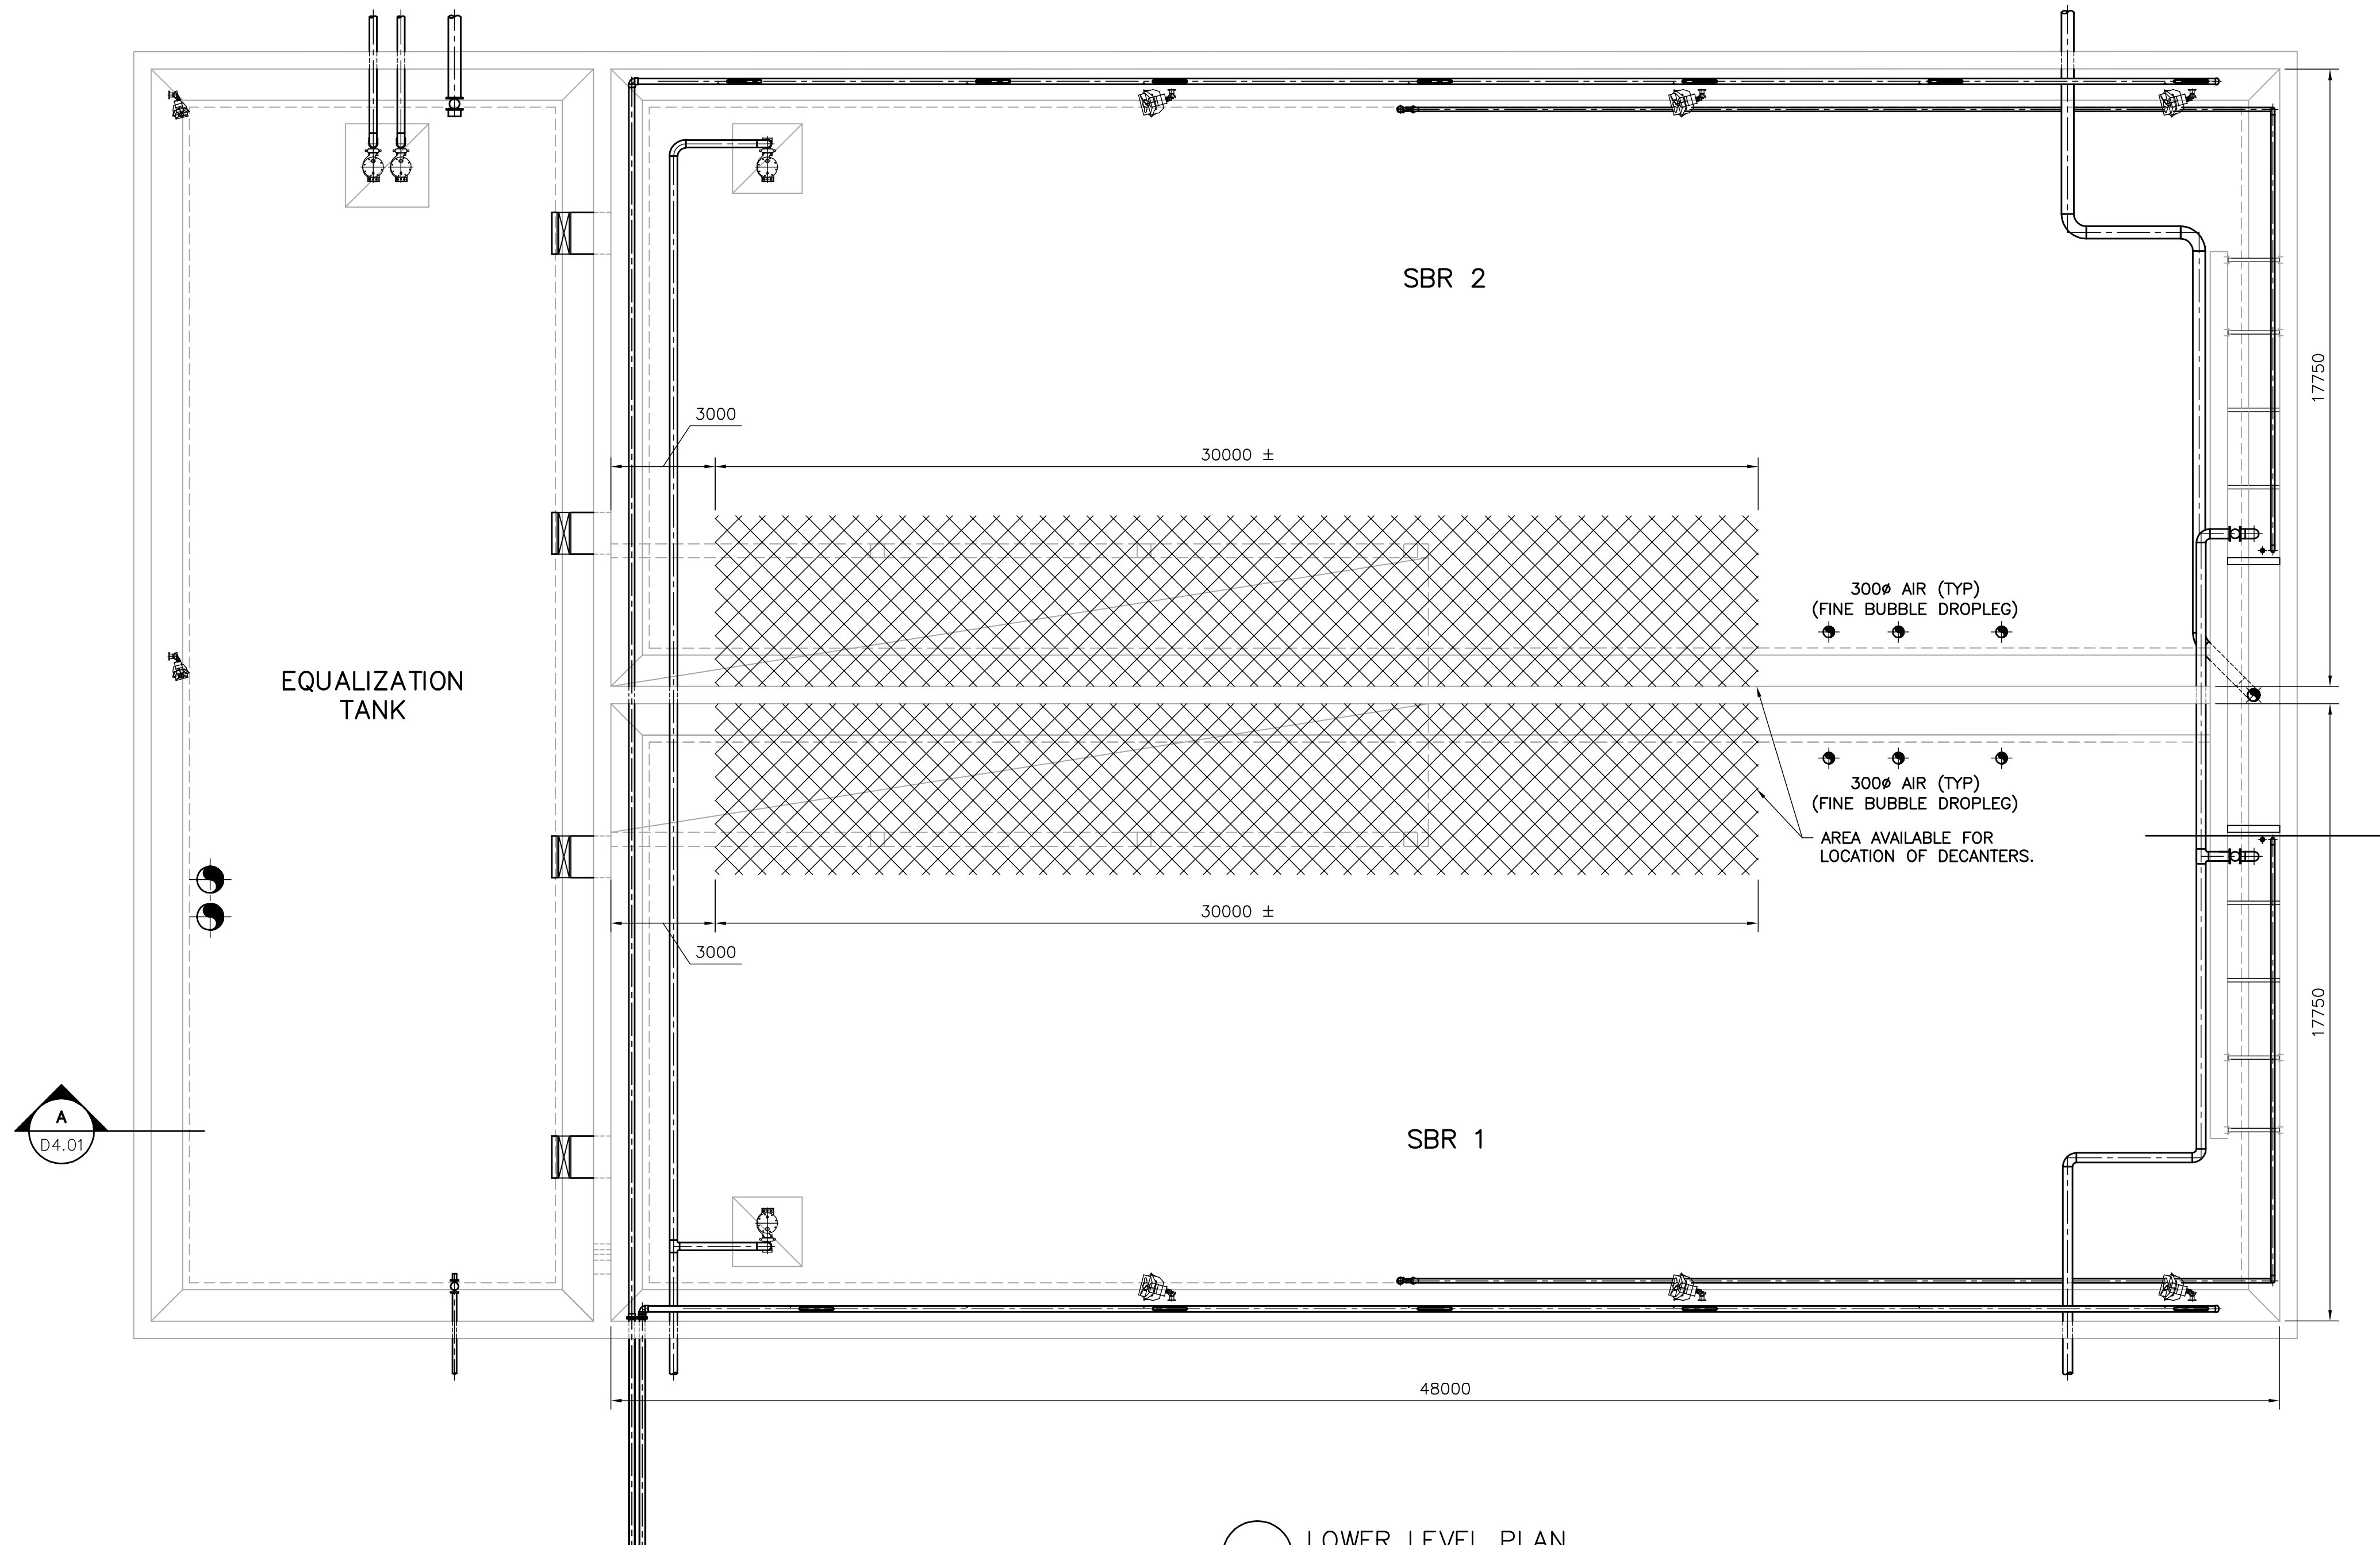 SBR 2
17750
3000
30000 ±
300ø AIR (TYP)
(FINE BUBBLE DROPLEG)
EQUALIZATION
TANK
300ø AIR (TYP)
(FINE BUBBLE DROPLEG)
AREA AVAILABLE FOR
LOCATION OF DECANTERS.
30000 ±
3000
17750
A
D4.01
SBR 1
48000
LOWER LEVEL PLAN